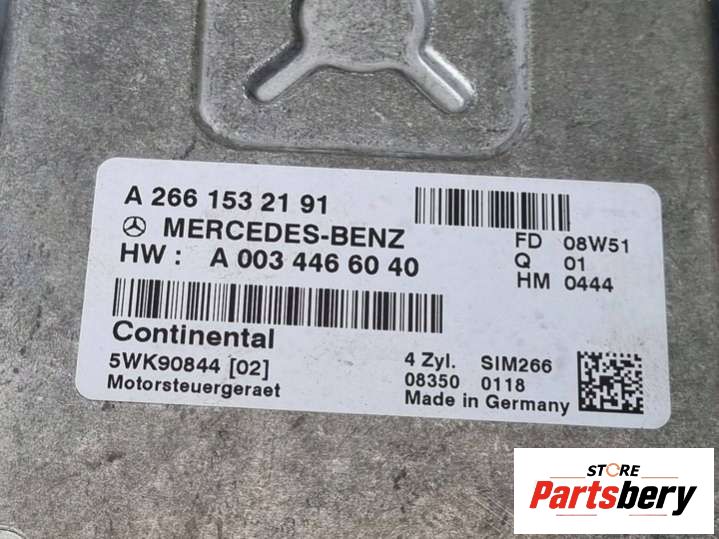 A 266 153 21 91
MERCEDES-BENZ
HW : A 003 446 60 40
FD 08W51
Q 01
HM 0444
Continental
5WK90844 [02]
Motorsteuergeraet
4 Zyl. SIM266
08350 0118
Made in Germany
STORE
Partsbery